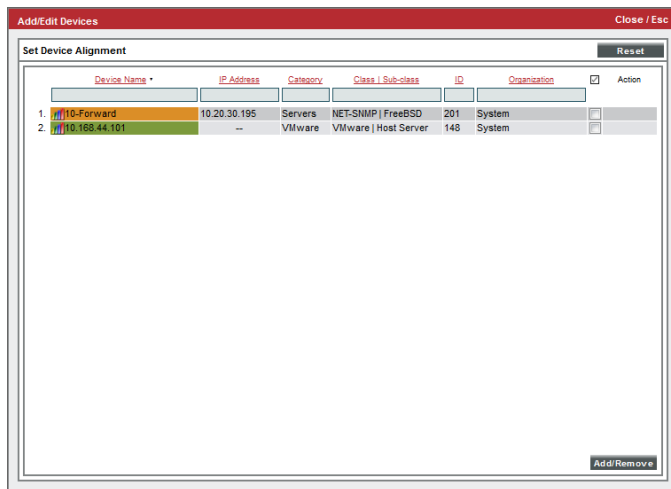 Add/Edit Devices Close / Esc
Set Device Alignment Reset
Device Name • IP Address Category Class | Sub-class ID Organization Action
1. 10-Forward 10.20.30.195 Servers NET-SNMP | FreeBSD 201 System
2. 10.168.44.101 -- VMware VMware | Host Server 148 System
Add/Remove